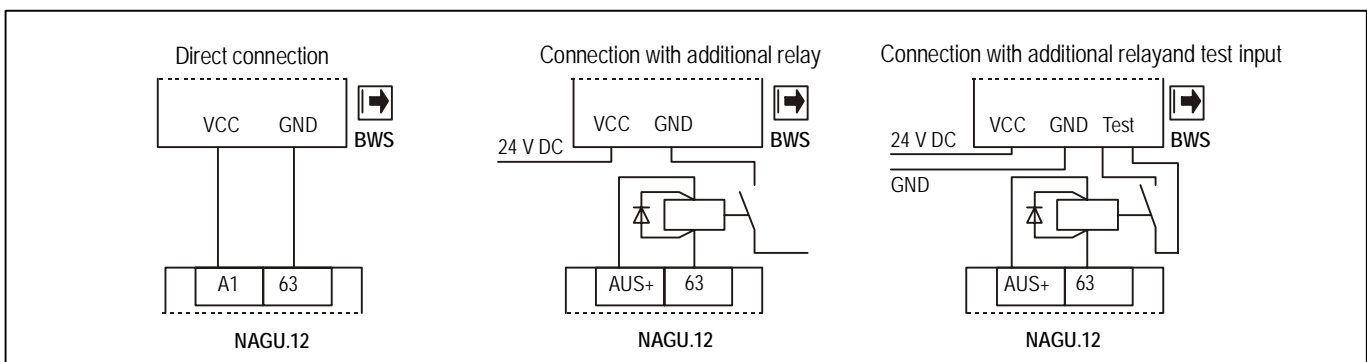 Direct connection
VCC GND
BWS
A1 63
NAGU.12
Connection with additional relay
VCC GND
BWS
24 V DC
AUS+ 63
NAGU.12
Connection with additional relayand test input
VCC GND Test
BWS
24 V DC
GND
AUS+ 63
NAGU.12